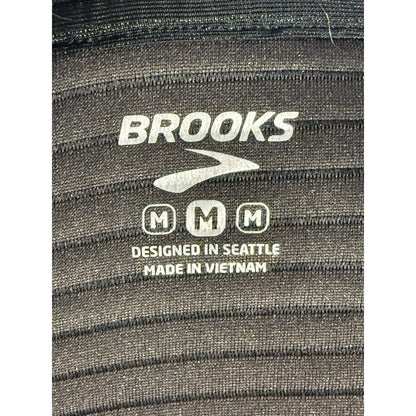 BROOKS
M M M
DESIGNED IN SEATTLE
MADE IN VIETNAM